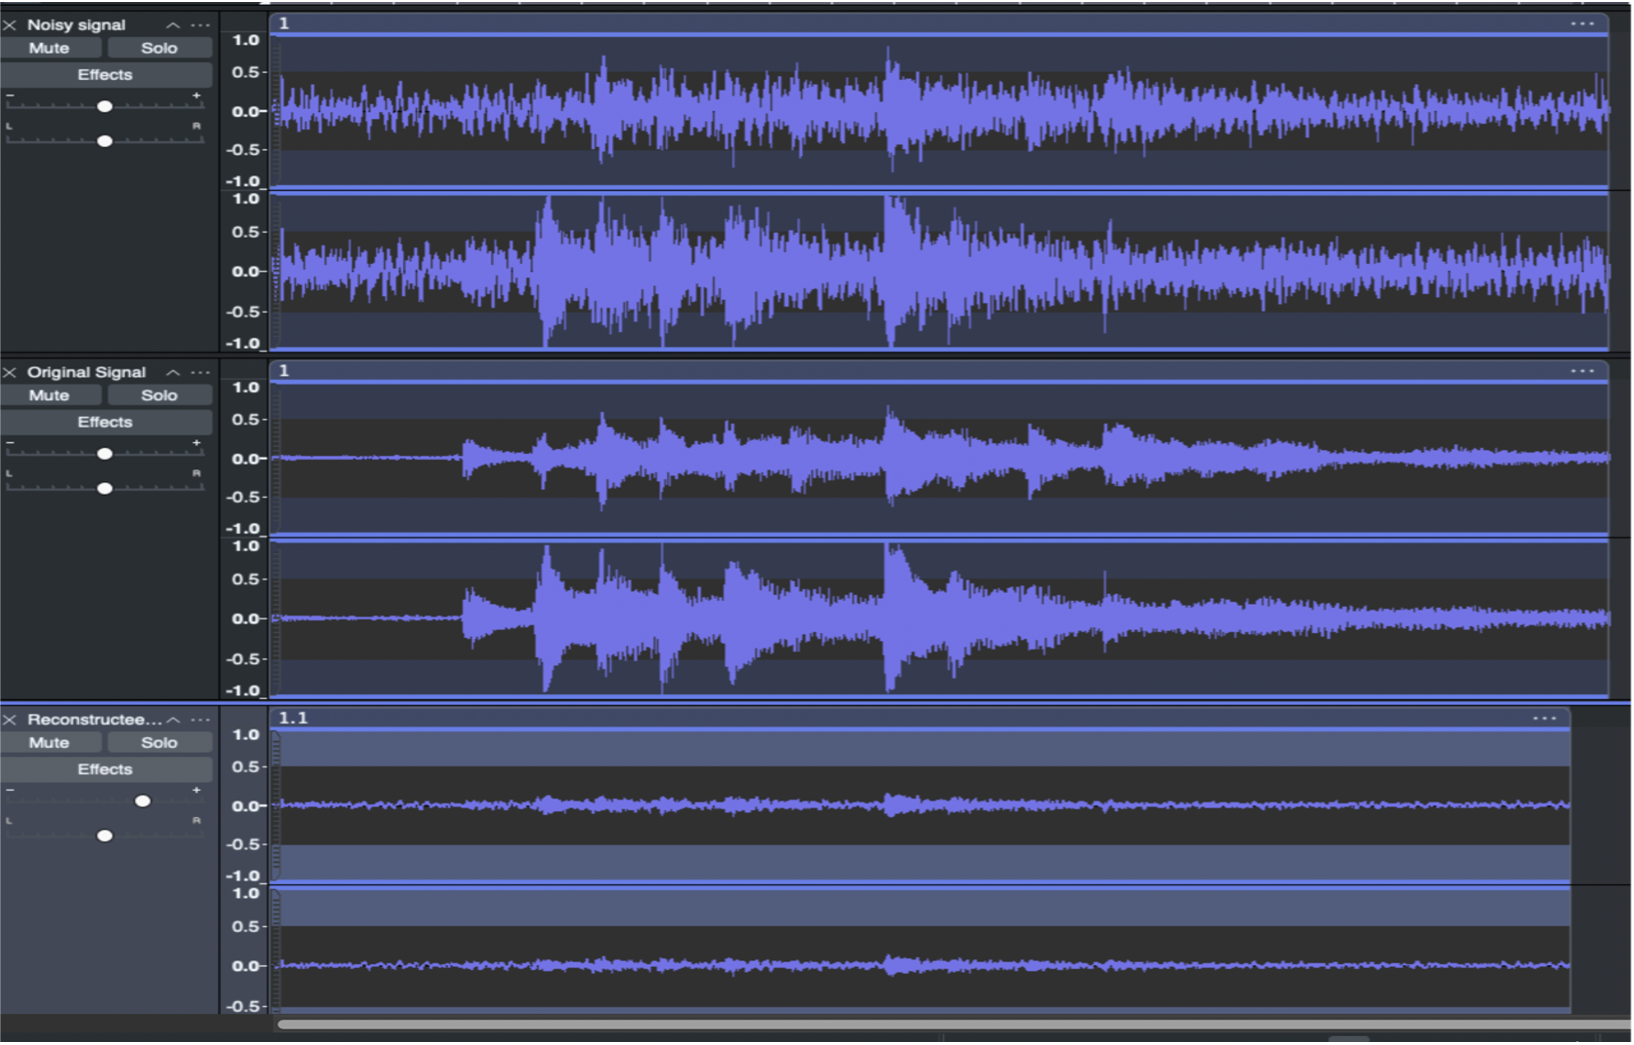 Noisy signal
Mute Solo
Effects
- +
L R
1
1.0
0.5-
0.0-
-0.5-
-1.0
1.0
0.5-
0.0-
-0.5-
-1.0
Original Signal
Mute Solo
Effects
- +
L R
1
1.0
0.5-
0.0-
-0.5-
-1.0
1.0
0.5-
0.0-
-0.5-
-1.0
Reconstructee...
Mute Solo
Effects
- +
L R
1.1
1.0
0.5-
0.0-
-0.5-
-1.0
1.0
0.5-
0.0-
-0.5-